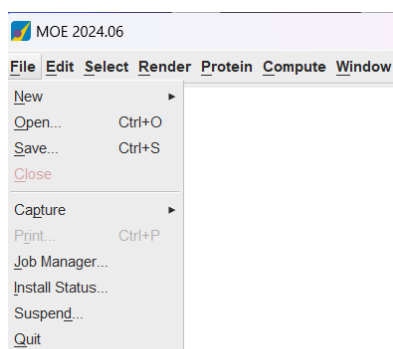 MOE 2024.06
File Edit Select Render Protein Compute Window
New
Open... Ctrl+O
Save... Ctrl+S
Close
Capture
Print... Ctrl+P
Job Manager...
Install Status...
Suspend...
Quit